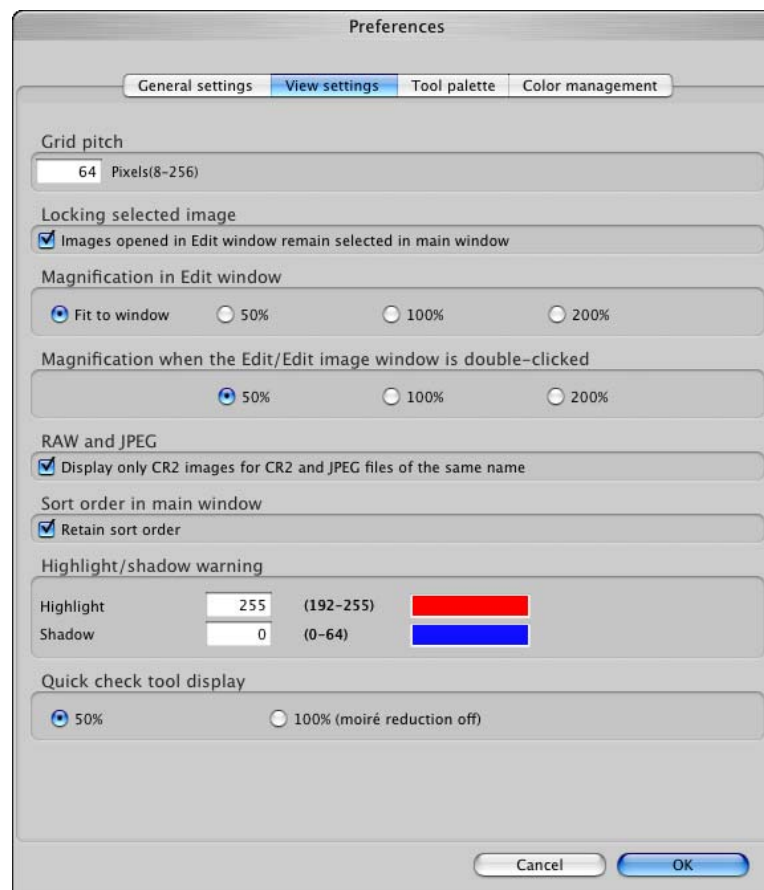 Preferences
General settings View settings Tool palette Color management
Grid pitch
64 Pixels(8-256)
Locking selected image
Images opened in Edit window remain selected in main window
Magnification in Edit window
Fit to window 50% 100% 200%
Magnification when the Edit/Edit image window is double-clicked
50% 100% 200%
RAW and JPEG
Display only CR2 images for CR2 and JPEG files of the same name
Sort order in main window
Retain sort order
Highlight/shadow warning
Highlight 255 (192-255)
Shadow 0 (0-64)
Quick check tool display
50% 100% (moiré reduction off)
Cancel OK